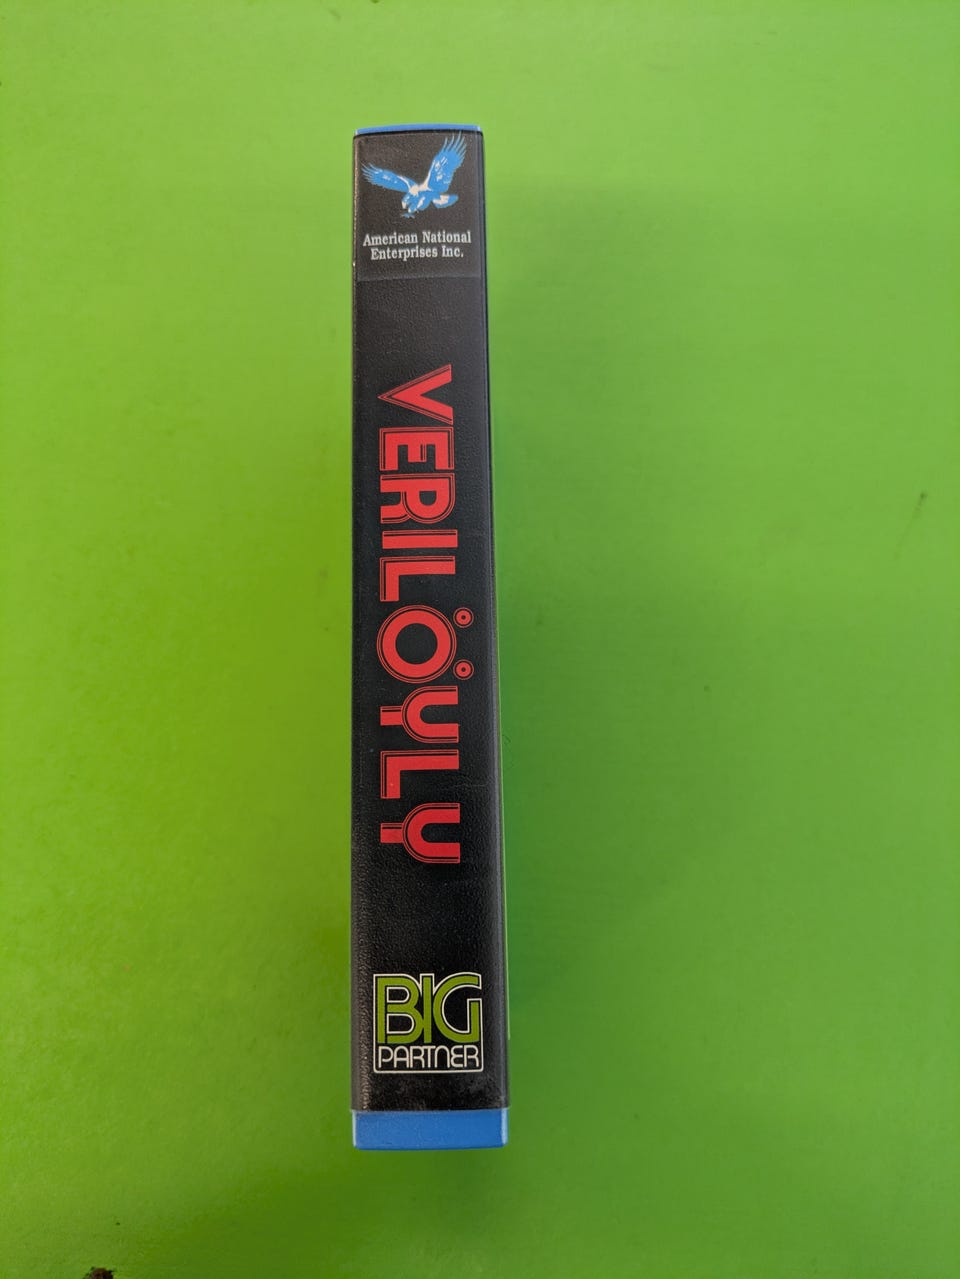 American National
Enterprises Inc.
VERILÖYLY
BIG
PARTNER